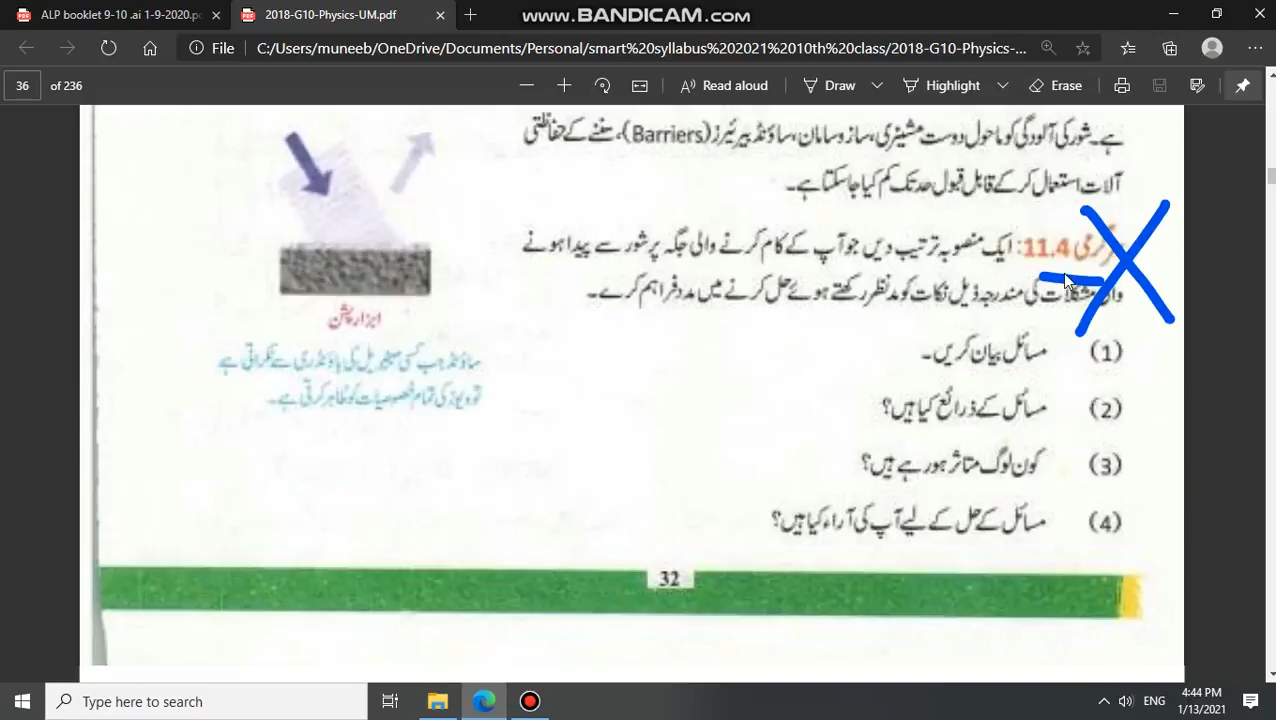 ALP booklet 9-10 .ai 1-9-2020.pd
2018-G10-Physics-UM.pdf
www.BANDICAM.com
File
C:/Users/muneeb/OneDrive/Documents/Personal/smart%20syllabus%202021%2010th%20class/2018-G10-Physics-...
36 of 236
Read aloud
Draw
Highlight
Erase
ہے۔ شور کی آلودگی کو ماحول دوست مشینری، ساز و سامان، ساؤنڈ بیرئیرز (Barriers)، سننے کے حفاظتی
آلات استعمال کر کے قابل قبول حد تک کم کیا جا سکتا ہے۔
سرگرمی 11.4: ایک منصوبہ ترتیب دیں جو آپ کے کام کرنے والی جگہ پر شور سے پیدا ہونے
والی مشکلات کی مندرجہ ذیل نکات کو مدنظر رکھتے ہوئے حل کرنے میں مدد فراہم کرے۔
(1) مسائل بیان کریں۔
(2) مسائل کے ذرائع کیا ہیں؟
(3) کون لوگ متاثر ہو رہے ہیں؟
(4) مسائل کے حل کے لیے آپ کی آراء کیا ہیں؟
ابزارپشن
ساؤنڈ جب کسی میٹیریل کی باؤنڈری سے ٹکراتی ہے
تو ویوز کی تمام خصوصیات کو ظاہر کرتی ہے۔
32
Type here to search
ENG
4:44 PM
1/13/2021